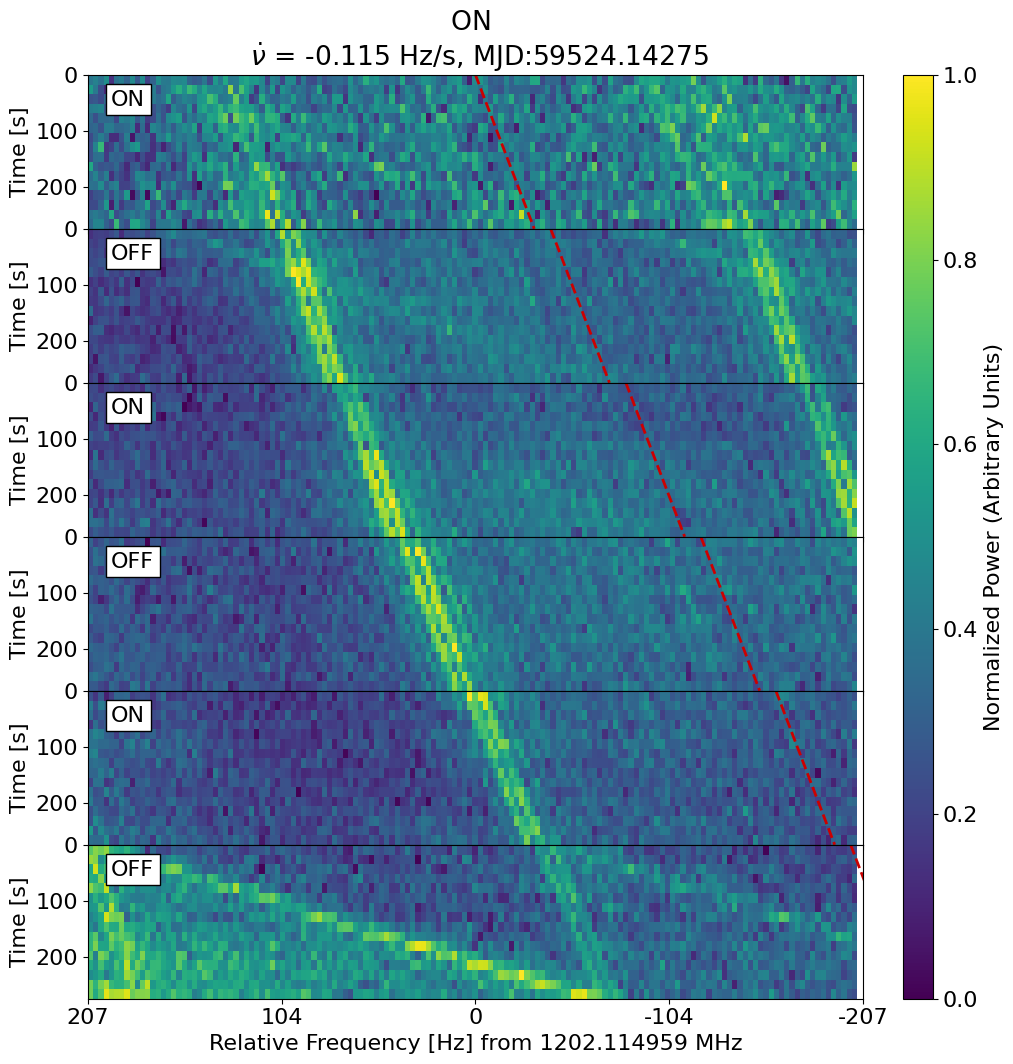 ON
ν̇ = -0.115 Hz/s, MJD:59524.14275
0
100
200
Time [s]
ON
0
100
200
Time [s]
OFF
0
100
200
Time [s]
ON
0
100
200
Time [s]
OFF
0
100
200
Time [s]
ON
0
100
200
Time [s]
OFF
207 104 0 -104 -207
Relative Frequency [Hz] from 1202.114959 MHz
1.0
0.8
0.6
0.4
0.2
0.0
Normalized Power (Arbitrary Units)